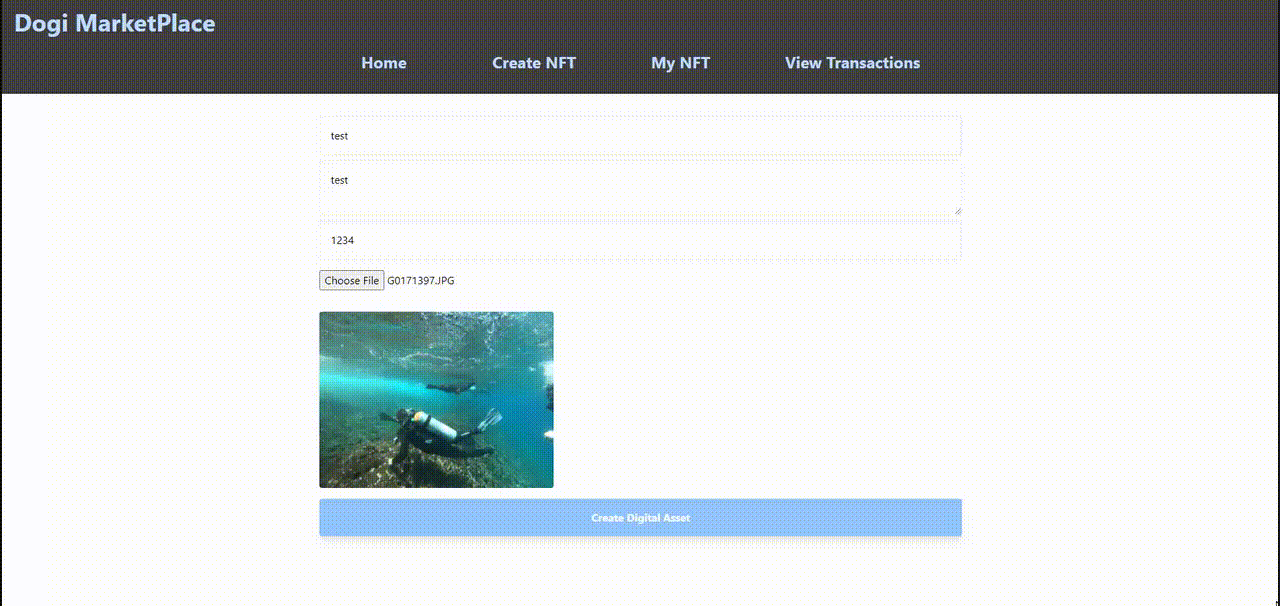 Dogi MarketPlace
Home Create NFT My NFT View Transactions
test
test
1234
Choose File G0171397.JPG
Create Digital Asset